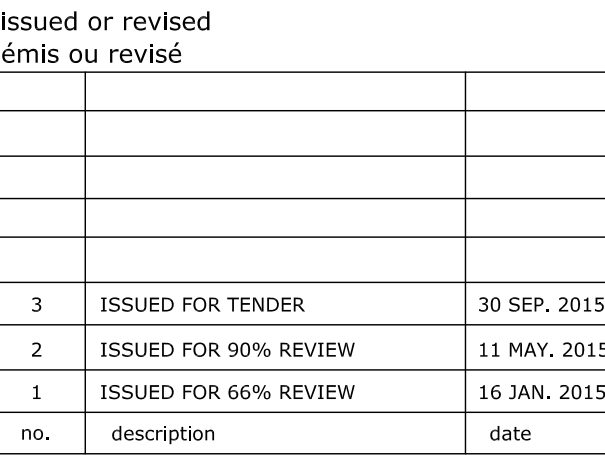 issued or revised
émis ou revisé
3 ISSUED FOR TENDER 30 SEP. 2015
2 ISSUED FOR 90% REVIEW 11 MAY. 2015
1 ISSUED FOR 66% REVIEW 16 JAN. 2015
no. description date